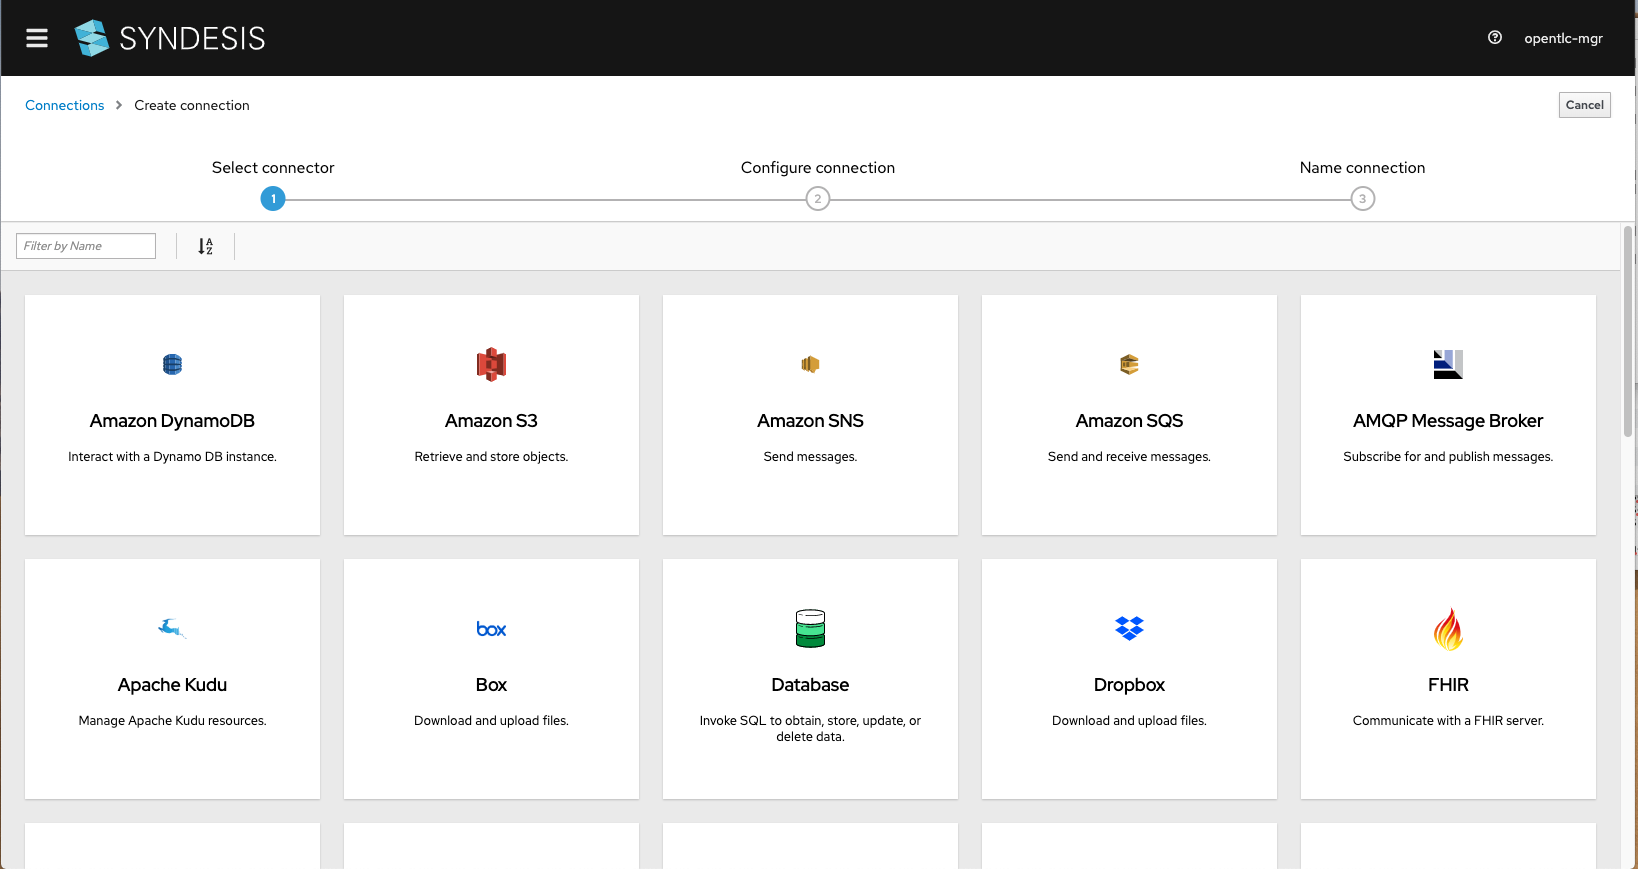 SYNDESIS
opentlc-mgr
Connections > Create connection
Cancel
Select connector
Configure connection
Name connection
1
2
3
Filter by Name
A
Z
Amazon DynamoDB
Interact with a Dynamo DB instance.
Amazon S3
Retrieve and store objects.
Amazon SNS
Send messages.
Amazon SQS
Send and receive messages.
AMQP Message Broker
Subscribe for and publish messages.
Apache Kudu
Manage Apache Kudu resources.
box
Box
Download and upload files.
Database
Invoke SQL to obtain, store, update, or
delete data.
Dropbox
Download and upload files.
FHIR
Communicate with a FHIR server.